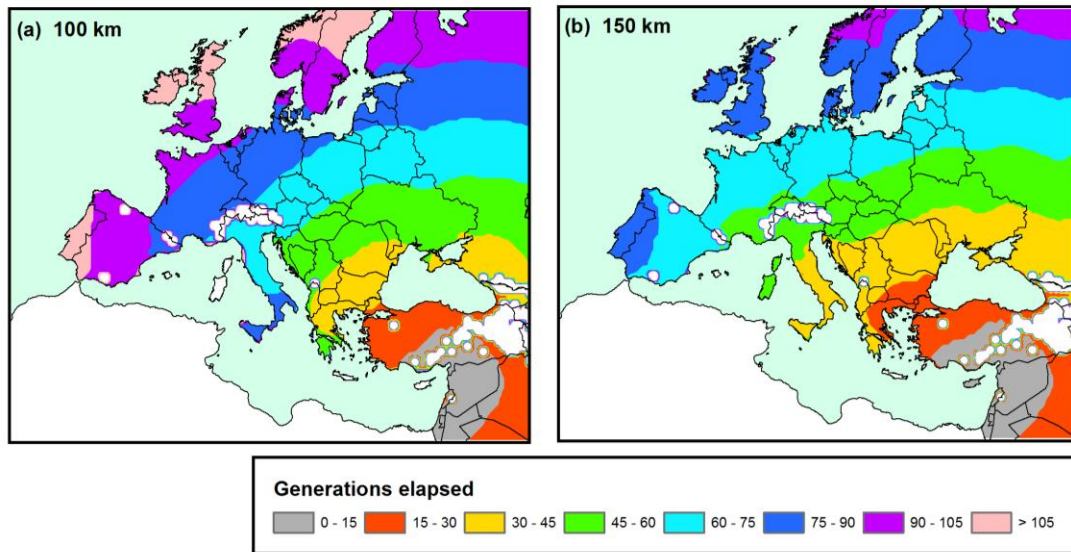 (a) 100 km
(b) 150 km
Generations elapsed
0 - 15 15 - 30 30 - 45 45 - 60 60 - 75 75 - 90 90 - 105 > 105